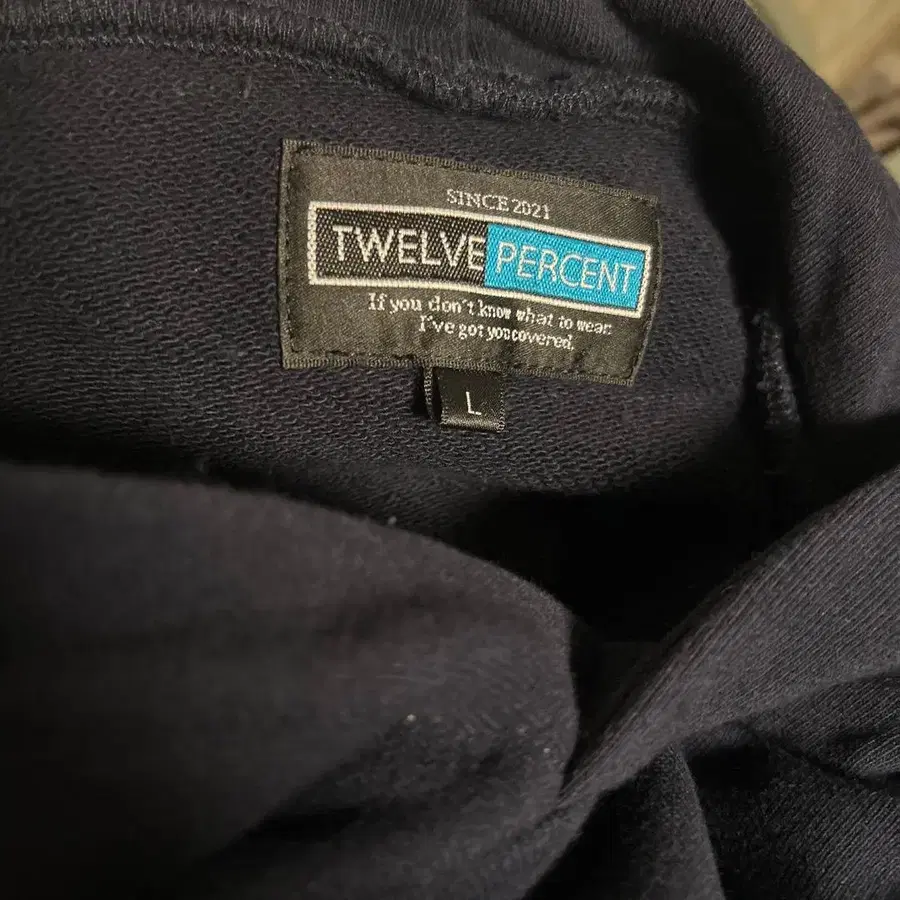 SINCE 2021
TWELVE PERCENT
If you don't know what to wear
I've got you covered.
L